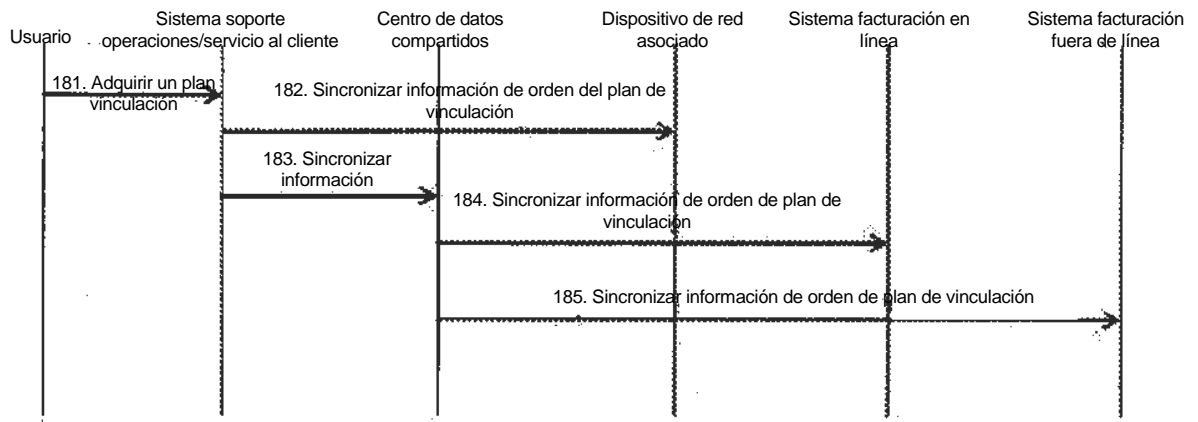 Usuario
Sistema soporte
operaciones/servicio al cliente
Centro de datos
compartidos
Dispositivo de red
asociado
Sistema facturación en
línea
Sistema facturación
fuera de línea
181. Adquirir un plan
vinculación
182. Sincronizar información de orden del plan de
vinculación
183. Sincronizar
información
184. Sincronizar información de orden de plan de
vinculación
185. Sincronizar información de orden de plan de vinculación